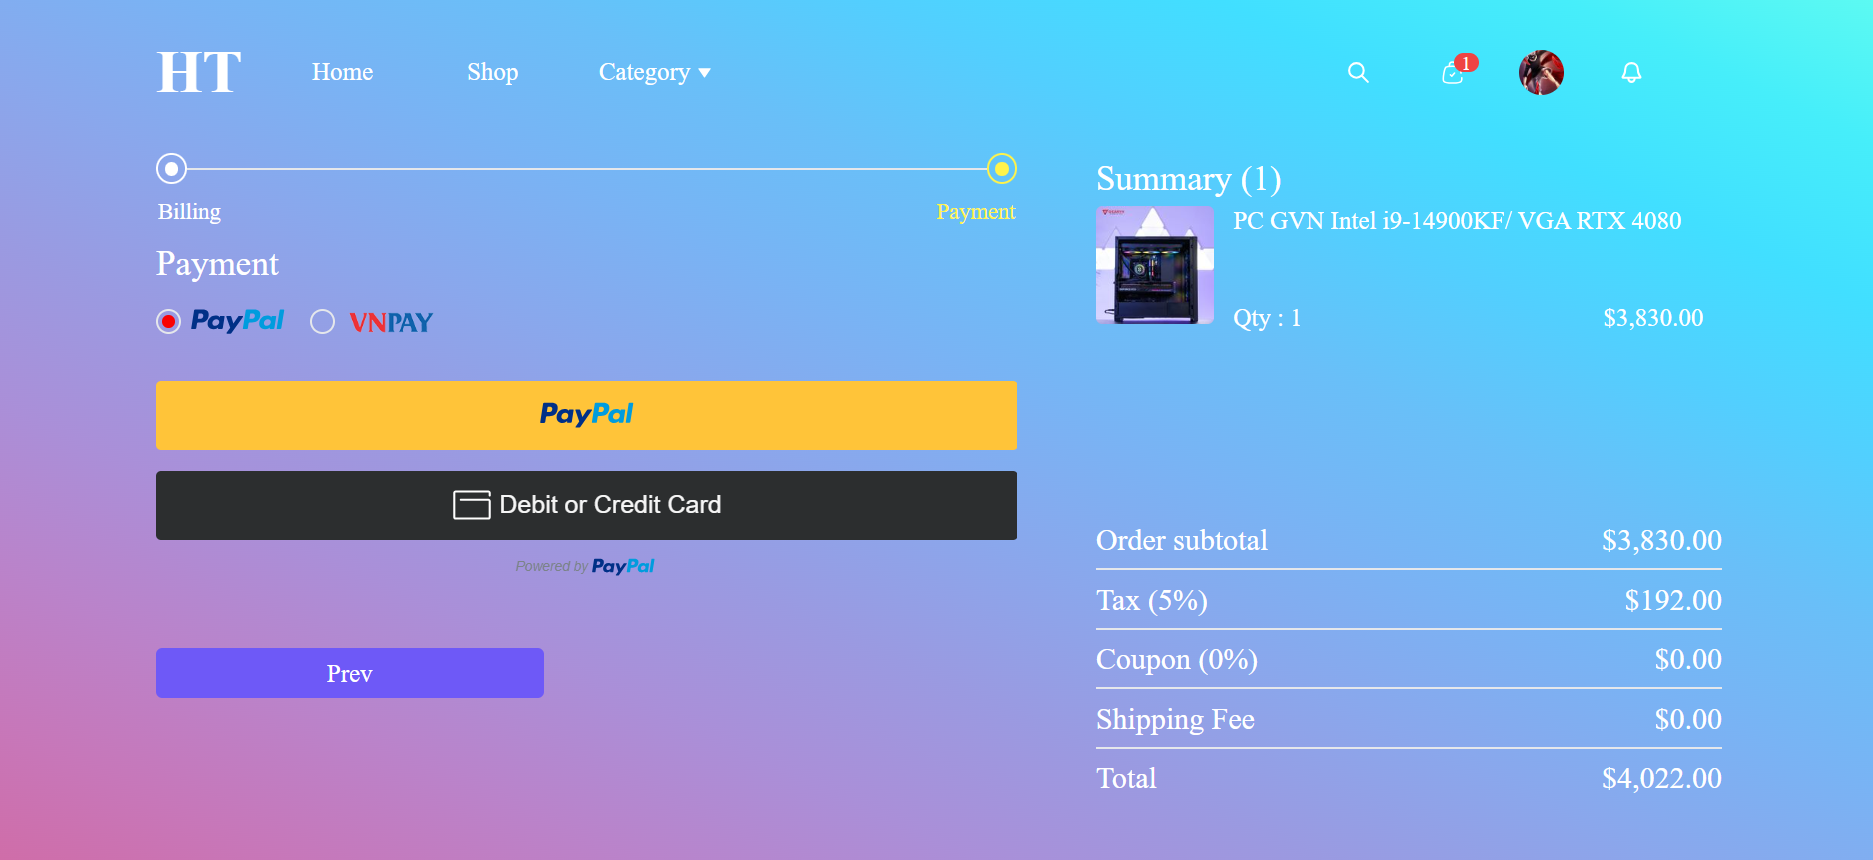 HT Home Shop Category 1
Billing Payment
Payment
PayPal VNPAY
PayPal
Debit or Credit Card
Powered by PayPal
Prev
Summary (1)
PC GVN Intel i9-14900KF/ VGA RTX 4080
Qty : 1 $3,830.00
Order subtotal $3,830.00
Tax (5%) $192.00
Coupon (0%) $0.00
Shipping Fee $0.00
Total $4,022.00